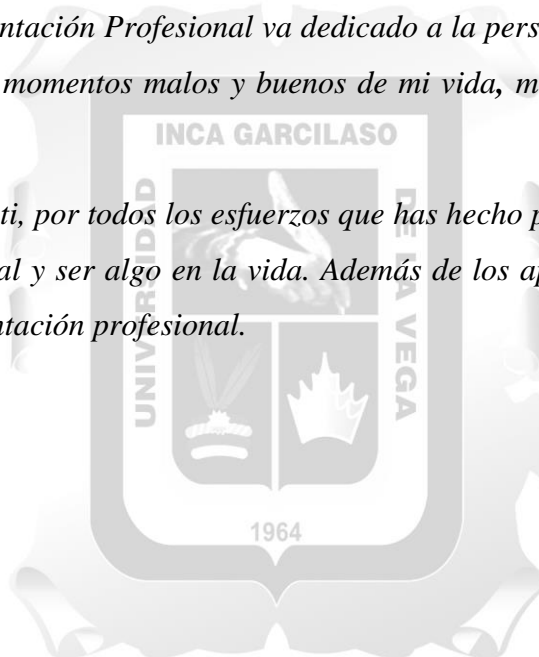 ntación Profesional va dedicado a la pers
momentos malos y buenos de mi vida, m
INCA GARCILASO
UNIVERSIDAD
DE LA VEGA
ti, por todos los esfuerzos que has hecho p
al y ser algo en la vida. Además de los ap
ntación profesional.
1964